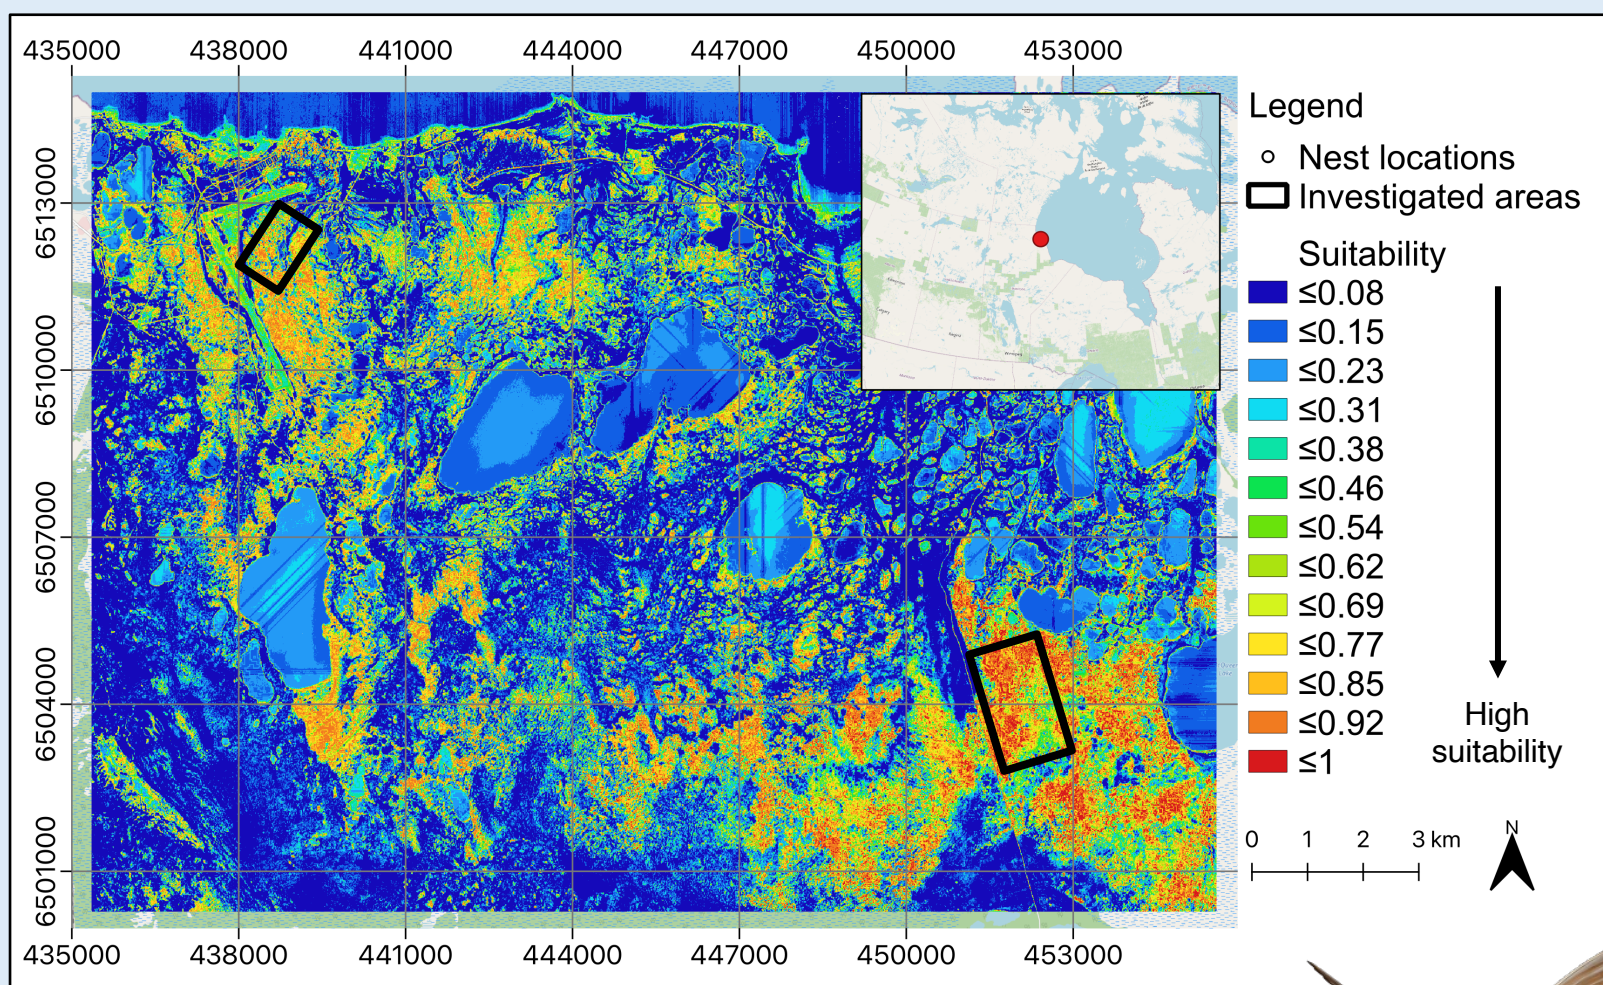 435000 438000 441000 444000 447000 450000 453000
6513000
6510000
6507000
6504000
6501000
435000 438000 441000 444000 447000 450000 453000
Legend
Nest locations
Investigated areas
Suitability
≤0.08
≤0.15
≤0.23
≤0.31
≤0.38
≤0.46
≤0.54
≤0.62
≤0.69
≤0.77
≤0.85
≤0.92
≤1
High
suitability
0 1 2 3 km
N